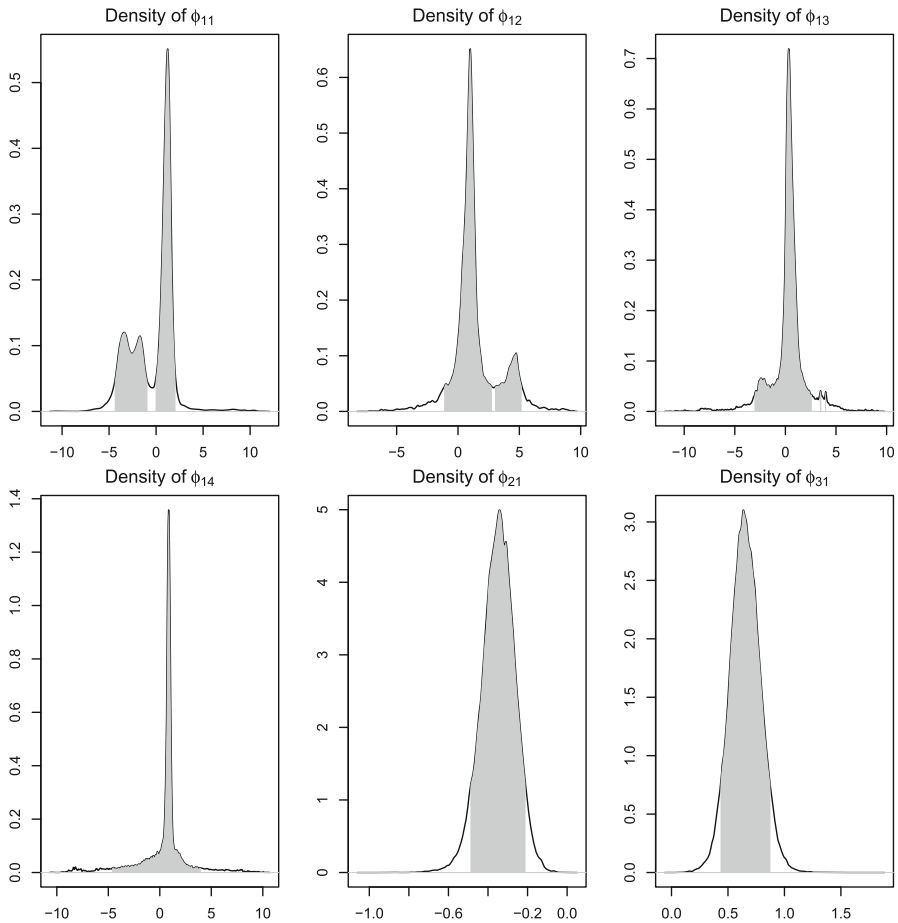 Density of ϕ11
Density of ϕ12
Density of ϕ13
0.0 0.1 0.2 0.3 0.4 0.5
0.0 0.1 0.2 0.3 0.4 0.5 0.6
0.0 0.1 0.2 0.3 0.4 0.5 0.6 0.7
−10 −5 0 5 10
−5 0 5 10
−10 −5 0 5 10
Density of ϕ14
Density of ϕ21
Density of ϕ31
0.0 0.2 0.4 0.6 0.8 1.0 1.2 1.4
0 1 2 3 4 5
0.0 0.5 1.0 1.5 2.0 2.5 3.0
−10 −5 0 5 10
−1.0 −0.6 −0.2 0.0
0.0 0.5 1.0 1.5